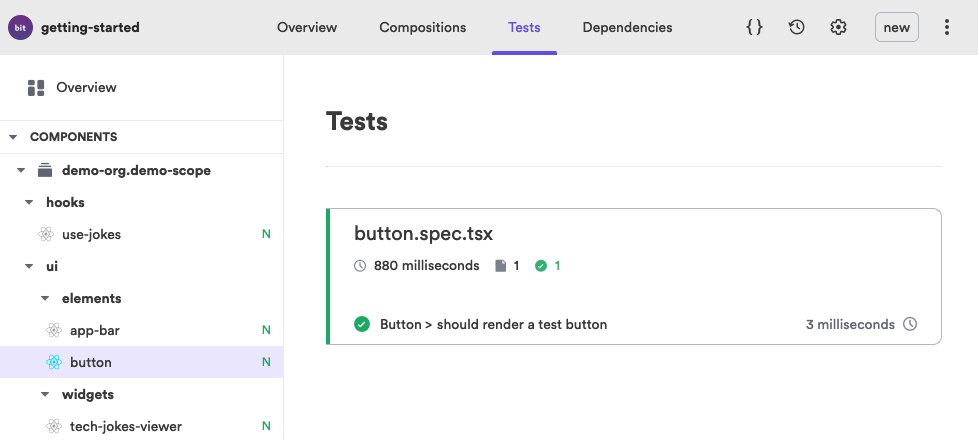 bit getting-started Overview Compositions Tests Dependencies {} new
Overview
COMPONENTS
demo-org.demo-scope
hooks
use-jokes N
ui
elements
app-bar N
button N
widgets
tech-jokes-viewer N
Tests
button.spec.tsx
880 milliseconds 1 1
Button > should render a test button 3 milliseconds